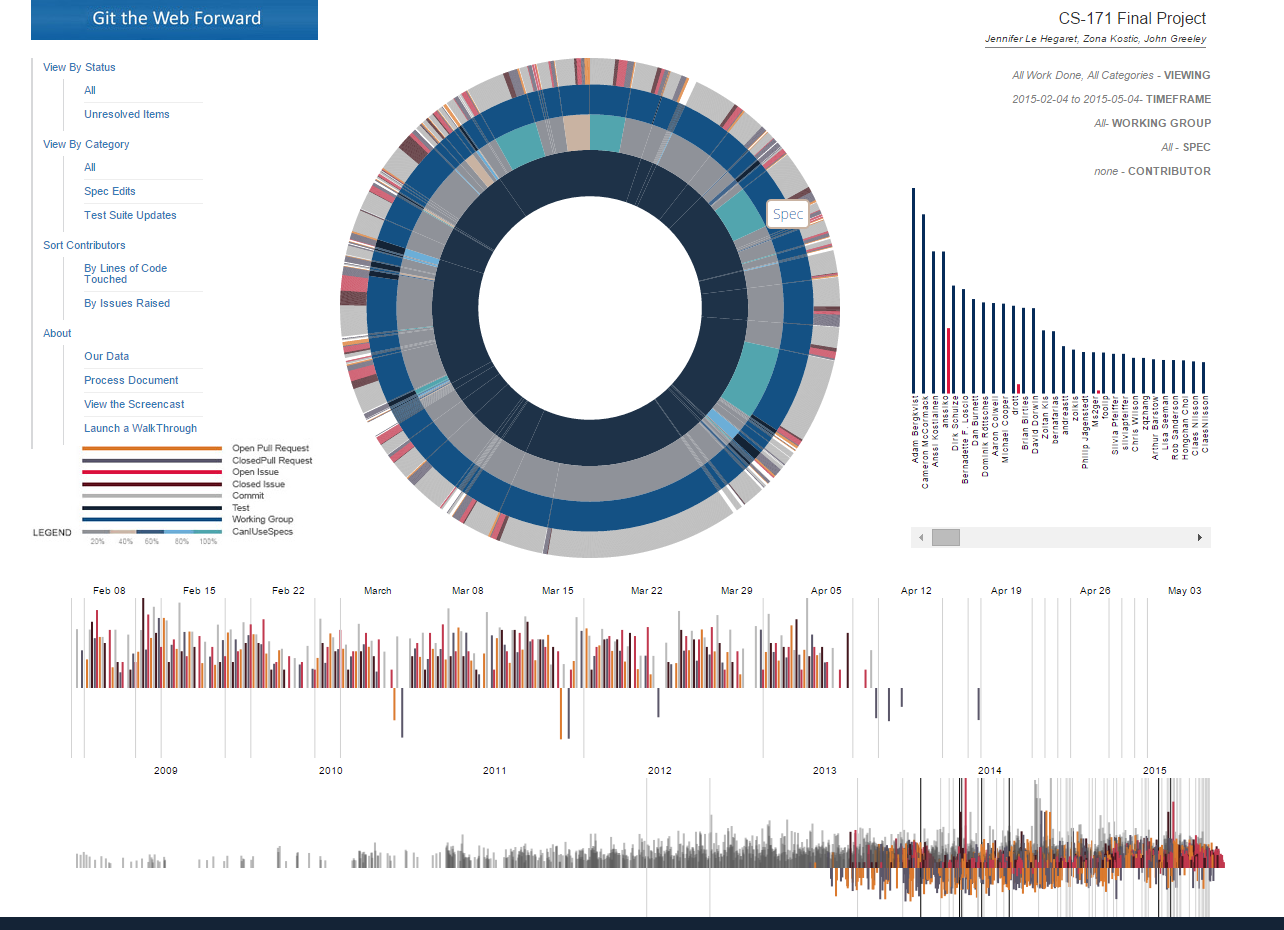 Git the Web Forward
CS-171 Final Project
Jennifer Le Hegaret, Zona Kostic, John Greeley
View By Status
All
Unresolved Items
View By Category
All
Spec Edits
Test Suite Updates
Sort Contributors
By Lines of Code
Touched
By Issues Raised
About
Our Data
Process Document
View the Screencast
Launch a WalkThrough
All Work Done, All Categories - VIEWING
2015-02-04 to 2015-05-04- TIMEFRAME
All- WORKING GROUP
All - SPEC
none - CONTRIBUTOR
Spec
Adam Bergkvist
Cameron McCormack
Anssi Kostiainen
anssiko
Dirk Schulze
Bernadette F. Loscio
Dan Burnett
Dominik Röttsches
Aaron Colwell
Michael Cooper
drott
Brian Birtles
David Dorwin
Zoltan Kis
bernafarias
andreastt
zolkis
Philip Jägenstedt
Ms2ger
foolip
Silvia Pfeiffer
silviapfeiffer
Chris Wilson
zqzhang
Arthur Barstow
Lisa Seeman
Rob Sanderson
Hongchan Choi
Claes Nilsson
ClaesNilsson
Open Pull Request
ClosedPull Request
Open Issue
Closed Issue
Commit
Test
Working Group
LEGEND CanIUseSpecs
20% 40% 60% 80% 100%
Feb 08 Feb 15 Feb 22 March Mar 08 Mar 15 Mar 22 Mar 29 Apr 05 Apr 12 Apr 19 Apr 26 May 03
2009 2010 2011 2012 2013 2014 2015